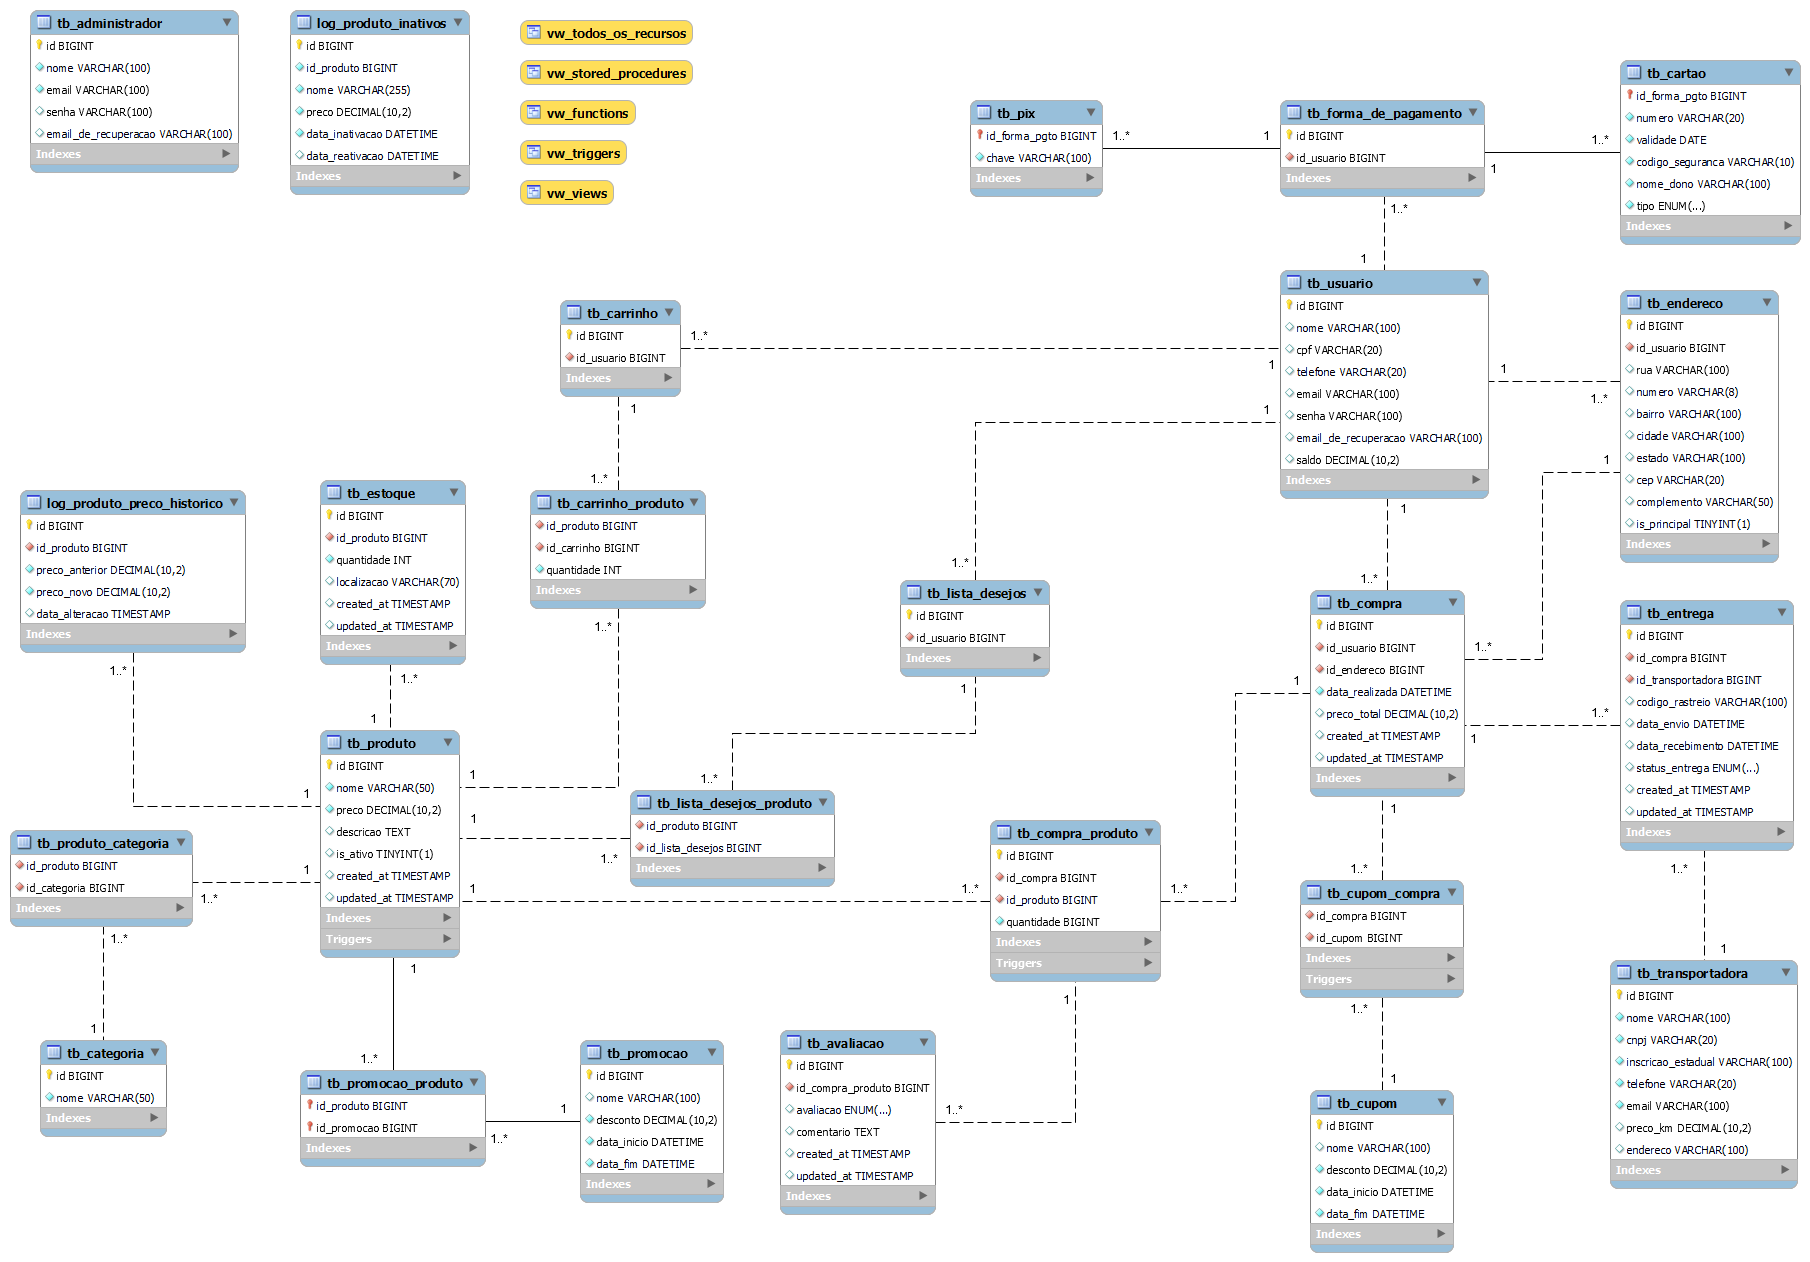 tb_administrador
id BIGINT
nome VARCHAR(100)
email VARCHAR(100)
senha VARCHAR(100)
email_de_recuperacao VARCHAR(100)
Indexes
log_produto_inativos
id BIGINT
id_produto BIGINT
nome VARCHAR(255)
preco DECIMAL(10,2)
data_inativacao DATETIME
data_reativacao DATETIME
Indexes
vw_todos_os_recursos
vw_stored_procedures
vw_functions
vw_triggers
vw_views
tb_pix
id_forma_pgto BIGINT
chave VARCHAR(100)
Indexes
1..*
1
tb_forma_de_pagamento
id BIGINT
id_usuario BIGINT
Indexes
1..*
1
tb_cartao
id_forma_pgto BIGINT
numero VARCHAR(20)
validade DATE
codigo_seguranca VARCHAR(10)
nome_dono VARCHAR(100)
tipo ENUM(...)
Indexes
1..*
1
tb_usuario
id BIGINT
nome VARCHAR(100)
cpf VARCHAR(20)
telefone VARCHAR(20)
email VARCHAR(100)
senha VARCHAR(100)
email_de_recuperacao VARCHAR(100)
saldo DECIMAL(10,2)
Indexes
tb_endereco
id BIGINT
id_usuario BIGINT
rua VARCHAR(100)
numero VARCHAR(8)
bairro VARCHAR(100)
cidade VARCHAR(100)
estado VARCHAR(100)
cep VARCHAR(20)
complemento VARCHAR(50)
is_principal TINYINT(1)
Indexes
tb_carrinho
id BIGINT
id_usuario BIGINT
Indexes
1..*
1
1
1..*
1
1
1
1..*
1
1..*
1..*
1
1..*
log_produto_preco_historico
id BIGINT
id_produto BIGINT
preco_anterior DECIMAL(10,2)
preco_novo DECIMAL(10,2)
data_alteracao TIMESTAMP
Indexes
tb_estoque
id BIGINT
id_produto BIGINT
quantidade INT
localizacao VARCHAR(70)
created_at TIMESTAMP
updated_at TIMESTAMP
Indexes
tb_carrinho_produto
id_produto BIGINT
id_carrinho BIGINT
quantidade INT
Indexes
tb_lista_desejos
id BIGINT
id_usuario BIGINT
Indexes
tb_compra
id BIGINT
id_usuario BIGINT
id_endereco BIGINT
data_realizada DATETIME
preco_total DECIMAL(10,2)
created_at TIMESTAMP
updated_at TIMESTAMP
Indexes
tb_entrega
id BIGINT
id_compra BIGINT
id_transportadora BIGINT
codigo_rastreio VARCHAR(100)
data_envio DATETIME
data_recebimento DATETIME
status_entrega ENUM(...)
created_at TIMESTAMP
updated_at TIMESTAMP
Indexes
1..*
1..*
1
1..*
1
1
1..*
1
1
1..*
1
1
1..*
tb_produto
id BIGINT
nome VARCHAR(50)
preco DECIMAL(10,2)
descricao TEXT
is_ativo TINYINT(1)
created_at TIMESTAMP
updated_at TIMESTAMP
Indexes
Triggers
tb_lista_desejos_produto
id_produto BIGINT
id_lista_desejos BIGINT
Indexes
tb_produto_categoria
id_produto BIGINT
id_categoria BIGINT
Indexes
tb_compra_produto
id BIGINT
id_compra BIGINT
id_produto BIGINT
quantidade BIGINT
Indexes
Triggers
1
1..*
1
1..*
1
1..*
1..*
1
1..*
1..*
tb_cupom_compra
id_compra BIGINT
id_cupom BIGINT
Indexes
Triggers
1..*
1
1
1..*
1
1
1..*
tb_transportadora
id BIGINT
nome VARCHAR(100)
cnpj VARCHAR(20)
inscricao_estadual VARCHAR(100)
telefone VARCHAR(20)
email VARCHAR(100)
preco_km DECIMAL(10,2)
endereco VARCHAR(100)
Indexes
tb_categoria
id BIGINT
nome VARCHAR(50)
Indexes
1..*
tb_promocao_produto
id_produto BIGINT
id_promocao BIGINT
Indexes
1
1..*
tb_promocao
id BIGINT
nome VARCHAR(100)
desconto DECIMAL(10,2)
data_inicio DATETIME
data_fim DATETIME
Indexes
tb_avaliacao
id BIGINT
id_compra_produto BIGINT
avaliacao ENUM(...)
comentario TEXT
created_at TIMESTAMP
updated_at TIMESTAMP
Indexes
1..*
1
tb_cupom
id BIGINT
nome VARCHAR(100)
desconto DECIMAL(10,2)
data_inicio DATETIME
data_fim DATETIME
Indexes